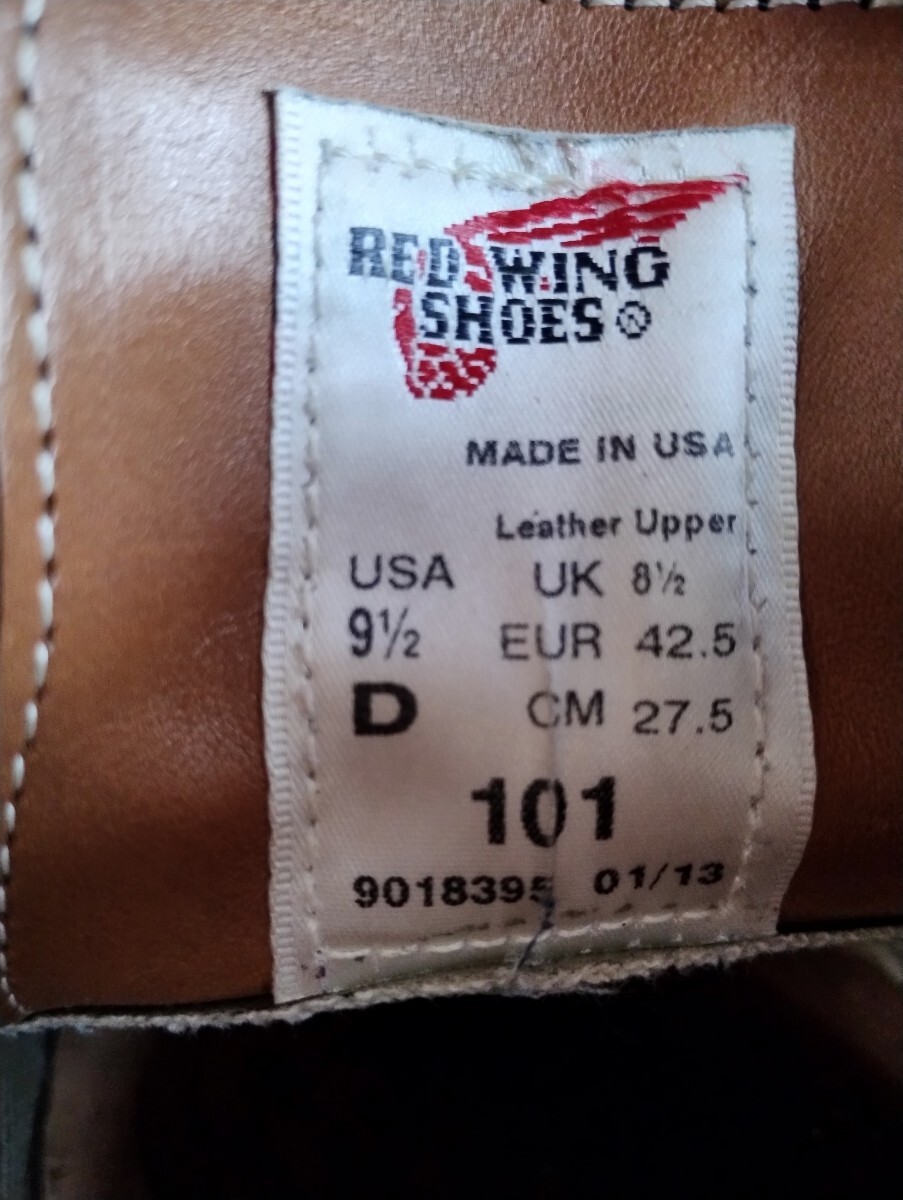 RED WING
SHOES ®
MADE IN USA
Leather Upper
USA UK 8½
9½ EUR 42.5
D CM 27.5
101
9018395 01/13